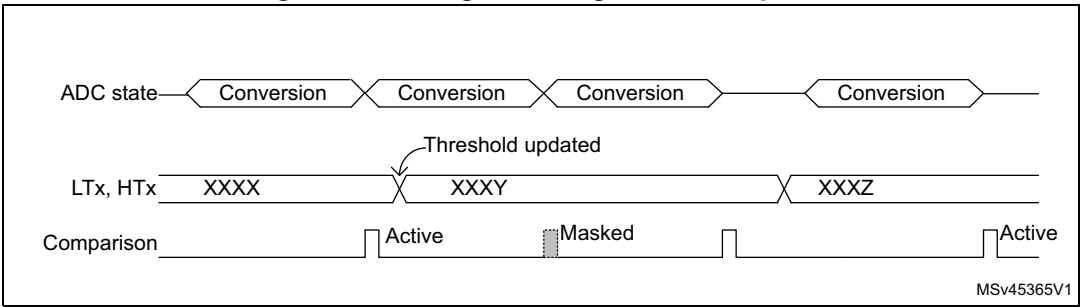 ADC state Conversion Conversion Conversion Conversion
Threshold updated
LTx, HTx XXXX XXXY XXXZ
Comparison Active Masked Active
MSv45365V1